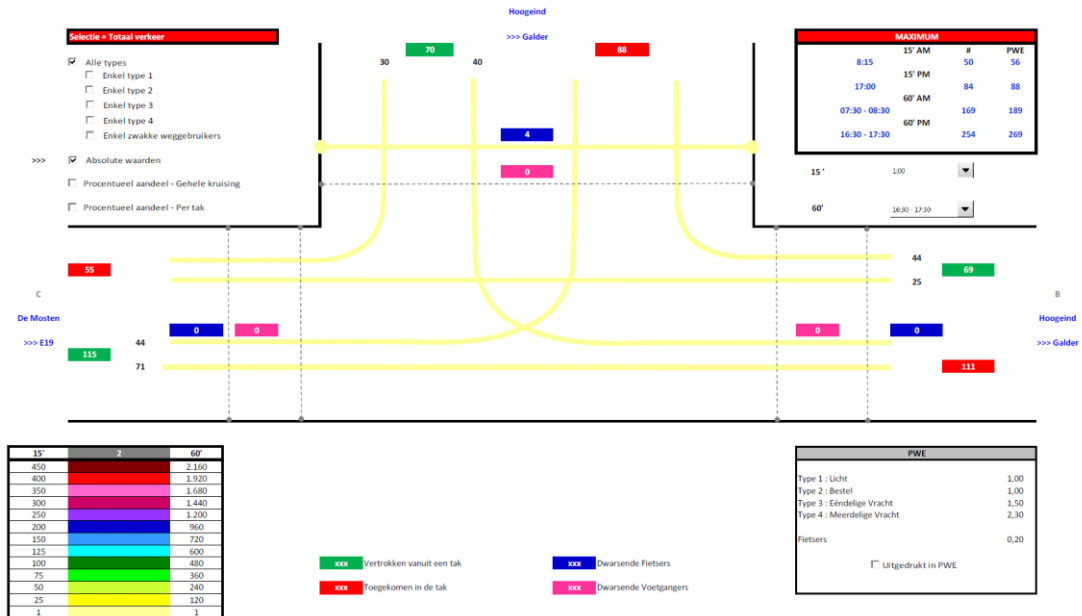 Hoogeind
>>> Galder
Selectie = Totaal verkeer
Alle types
Enkel type 1
Enkel type 2
Enkel type 3
Enkel type 4
Enkel zwakke weggebruikers
>>> Absolute waarden
Procentueel aandeel - Gehele kruising
Procentueel aandeel - Per tak
70
88
30 40
4
0
MAXIMUM
15' AM # PWE
8:15 50 56
15' PM
17:00 84 88
60' AM
07:30 - 08:30 169 189
60' PM
16:30 - 17:30 254 269
15 ' 1:00
60' 16:30 - 17:30
55
44
69
25
C
De Mosten
>>> E19
0 0
44
115
71
0 0
111
B
Hoogeind
>>> Galder
15' 2 60'
450 2.160
400 1.920
350 1.680
300 1.440
250 1.200
200 960
150 720
125 600
100 480
75 360
50 240
25 120
1 1
xxx Vertrokken vanuit een tak
xxx Toegekomen in de tak
xxx Dwarsende Fietsers
xxx Dwarsende Voetgangers
PWE
Type 1 : Licht 1,00
Type 2 : Bestel 1,00
Type 3 : Eéndelige Vracht 1,50
Type 4 : Meerdelige Vracht 2,30
Fietsers 0,20
Uitgedrukt in PWE